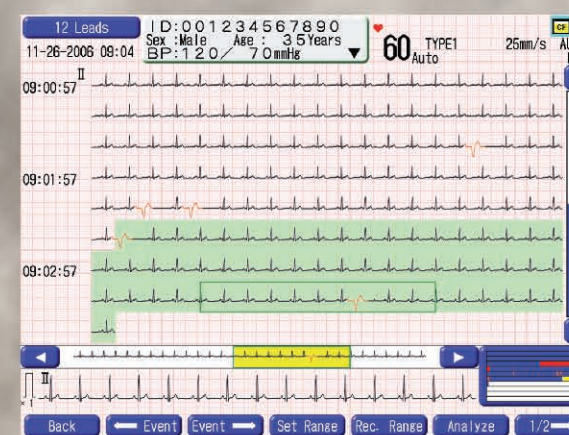 12 Leads
ID:001234567890
Sex :Male Age : 35Years
BP:120/ 70mmHg
11-26-2006 09:04
60
Auto
TYPE1
25mm/s
CF
II
09:00:57
09:01:57
09:02:57
II
×1
Back
Event
Event
Set Range
Rec. Range
Analyze
1/2